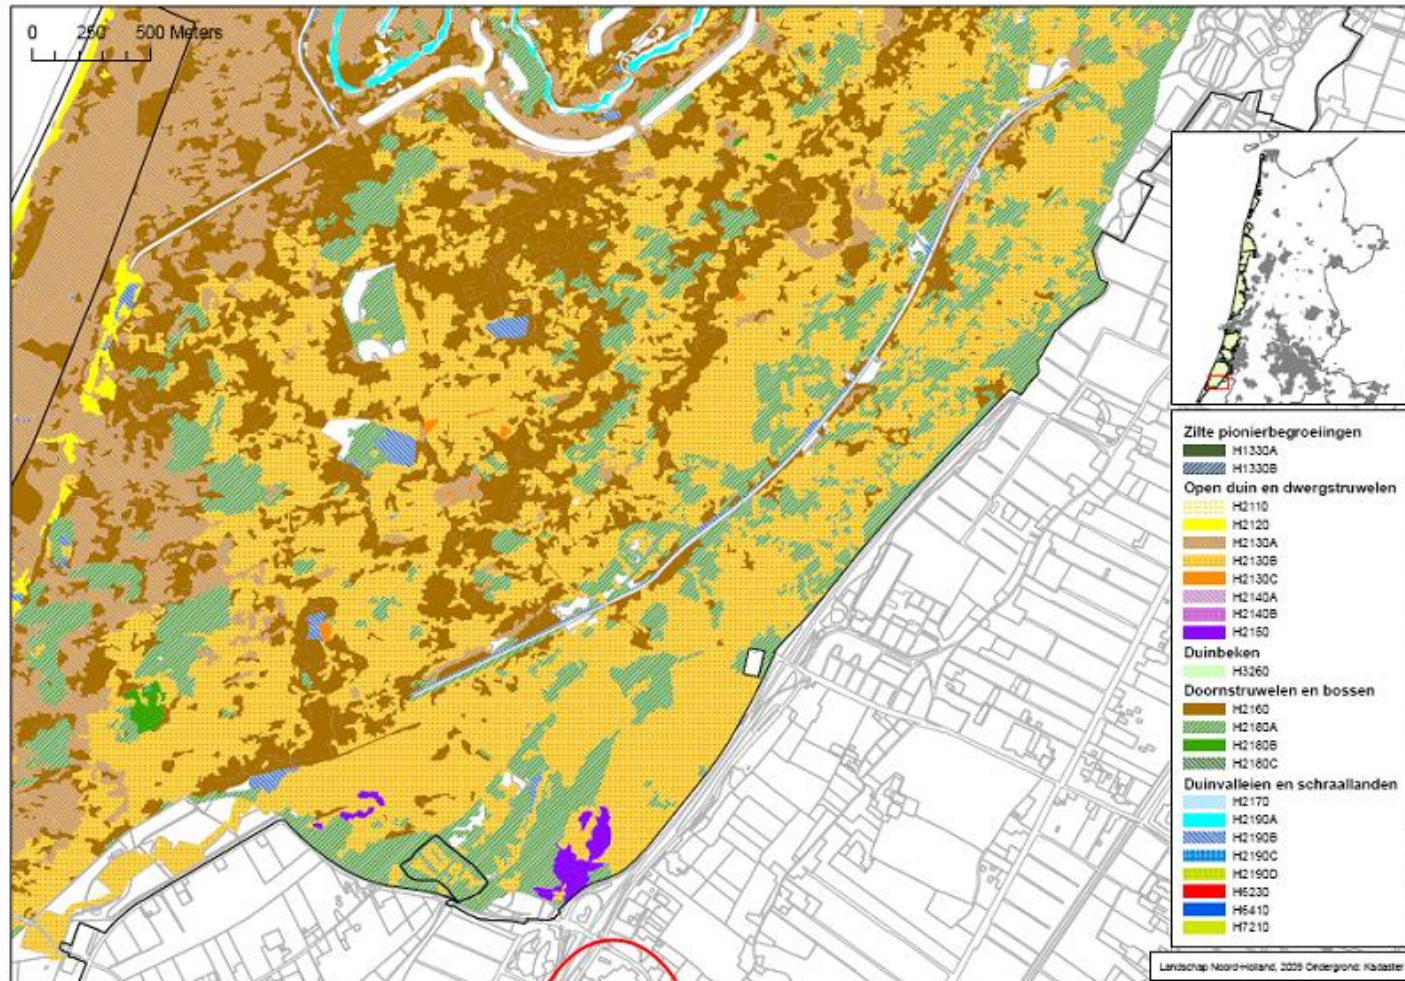 0 250 500 Meters
Zilte pionierbegroeiingen
H1330A
H1330B
Open duin en dwergstruwelen
H2110
H2120
H2130A
H2130B
H2130C
H2140A
H2140B
H2150
Duinbeken
H3260
Doornstruwelen en bossen
H2160
H2180A
H2180B
H2180C
Duinvalleien en schraallanden
H2170
H2190A
H2190B
H2190C
H2190D
H6230
H6410
H7210
Landschap Noord-Holland, 2009 Ondergrond: Kadaster